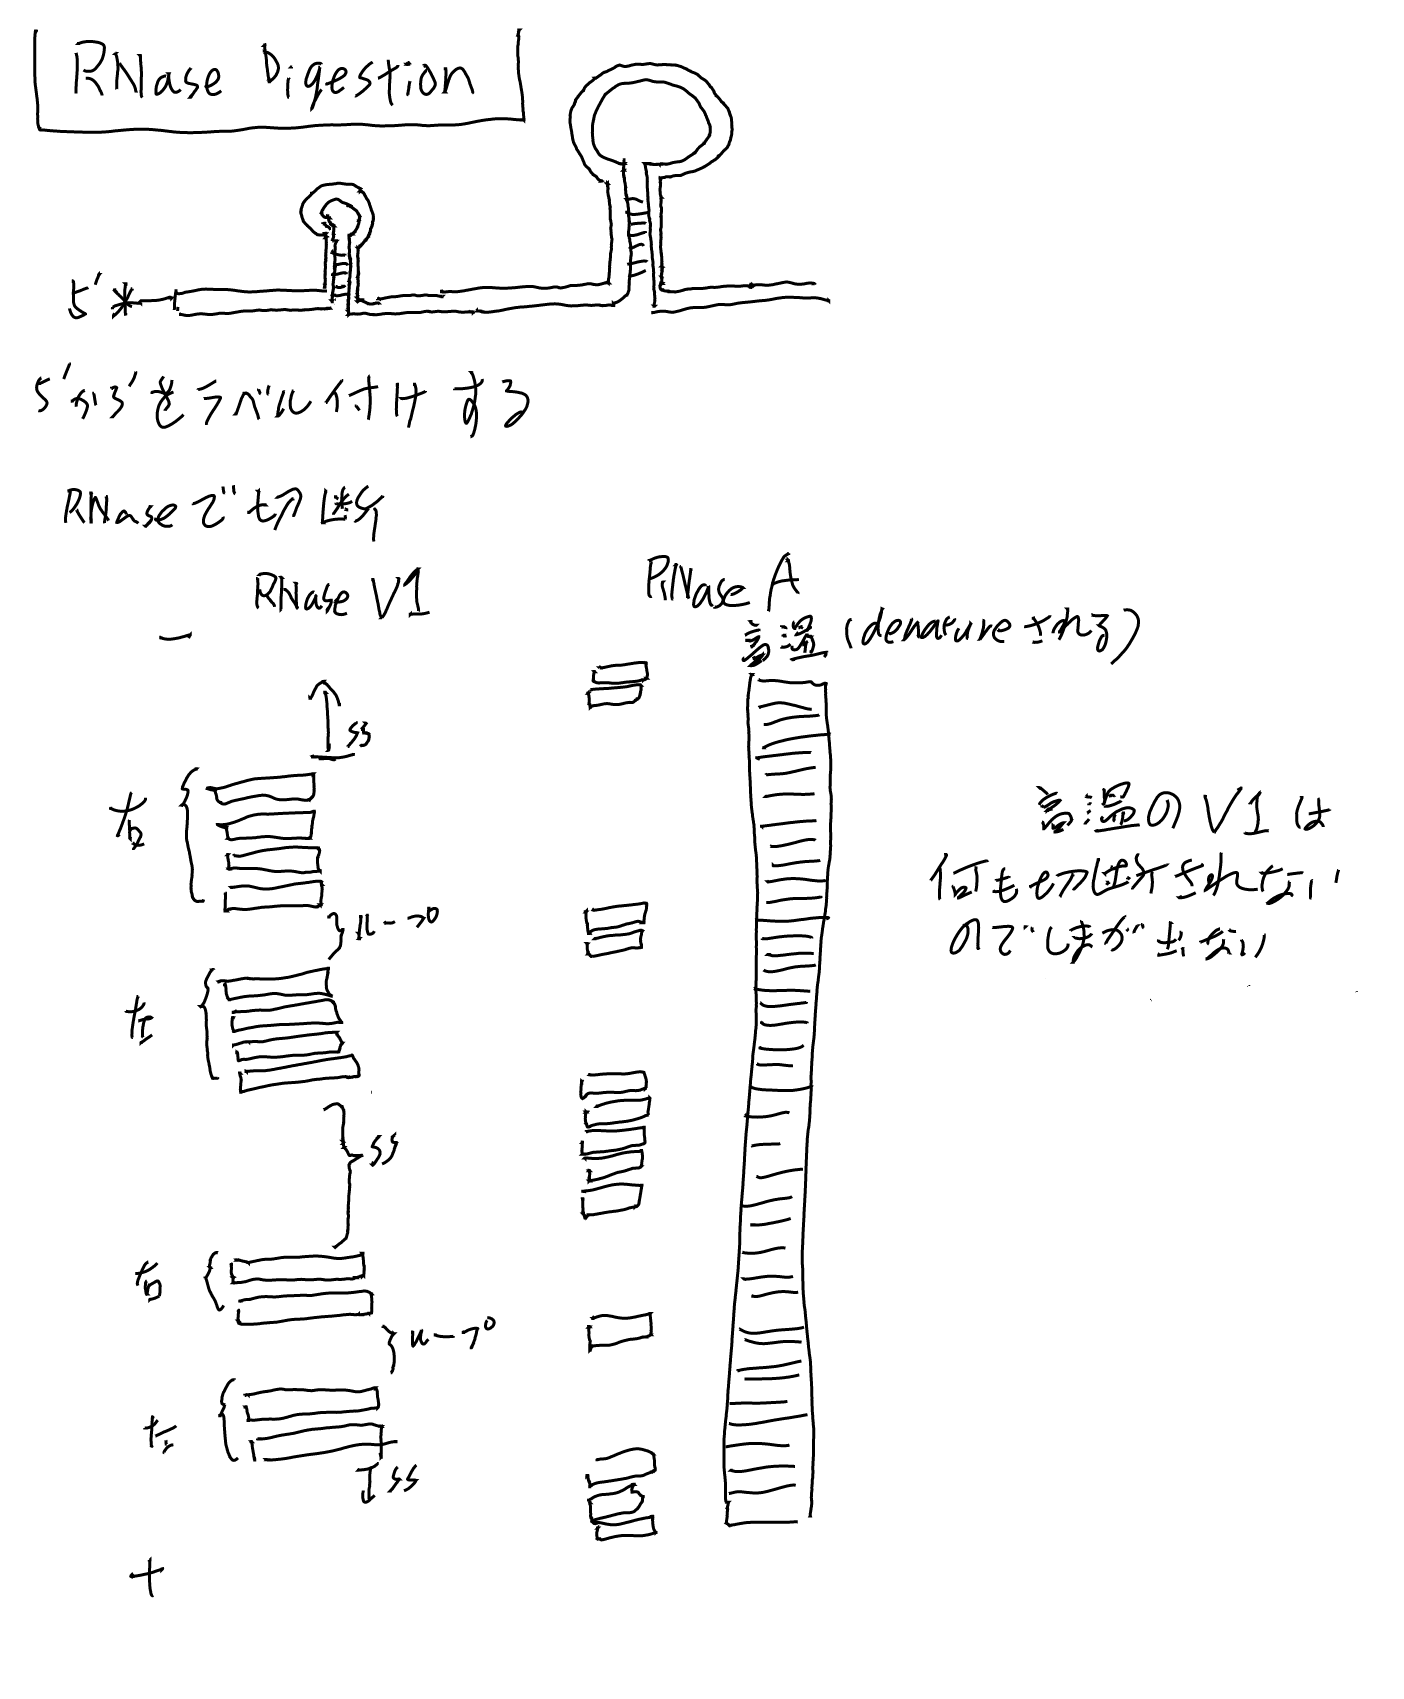 RNase Digestion
5'*
5'か3'をラベル付けする
RNaseで切断
RNase V1
RNase A
高温(denatureされる)
−
ss
右
ループ
左
ss
右
ループ
左
ss
+
高温のV1は
何も切断されない
のでしまが出ない